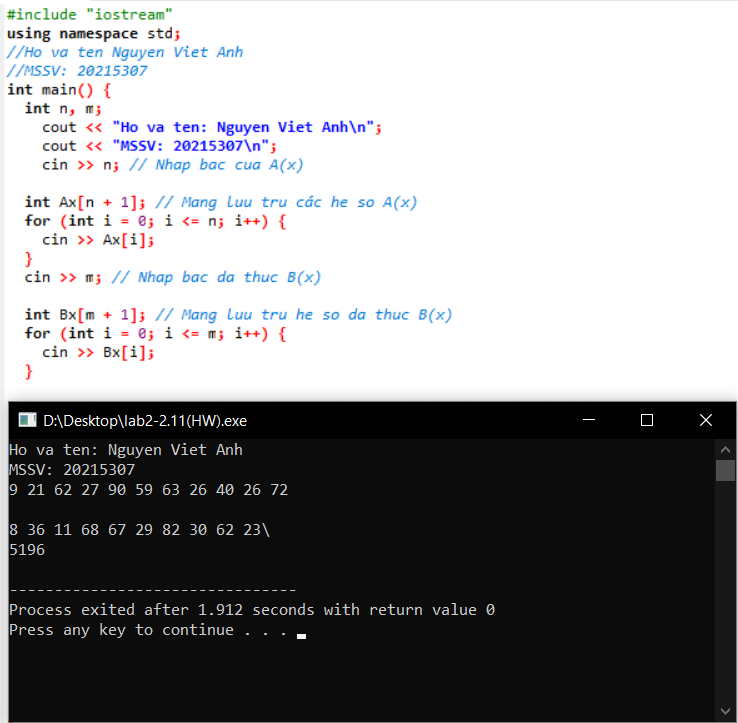 #include "iostream"
using namespace std;
//Ho va ten Nguyen Viet Anh
//MSSV: 20215307
int main() {
int n, m;
cout << "Ho va ten: Nguyen Viet Anh\n";
cout << "MSSV: 20215307\n";
cin >> n; // Nhap bac cua A(x)
int Ax[n + 1]; // Mang luu tru các he so A(x)
for (int i = 0; i <= n; i++) {
cin >> Ax[i];
}
cin >> m; // Nhap bac da thuc B(x)
int Bx[m + 1]; // Mang luu tru he so da thuc B(x)
for (int i = 0; i <= m; i++) {
cin >> Bx[i];
}
D:\Desktop\lab2-2.11(HW).exe
Ho va ten: Nguyen Viet Anh
MSSV: 20215307
9 21 62 27 90 59 63 26 40 26 72
8 36 11 68 67 29 82 30 62 23\
5196
--------------------------------
Process exited after 1.912 seconds with return value 0
Press any key to continue . . .